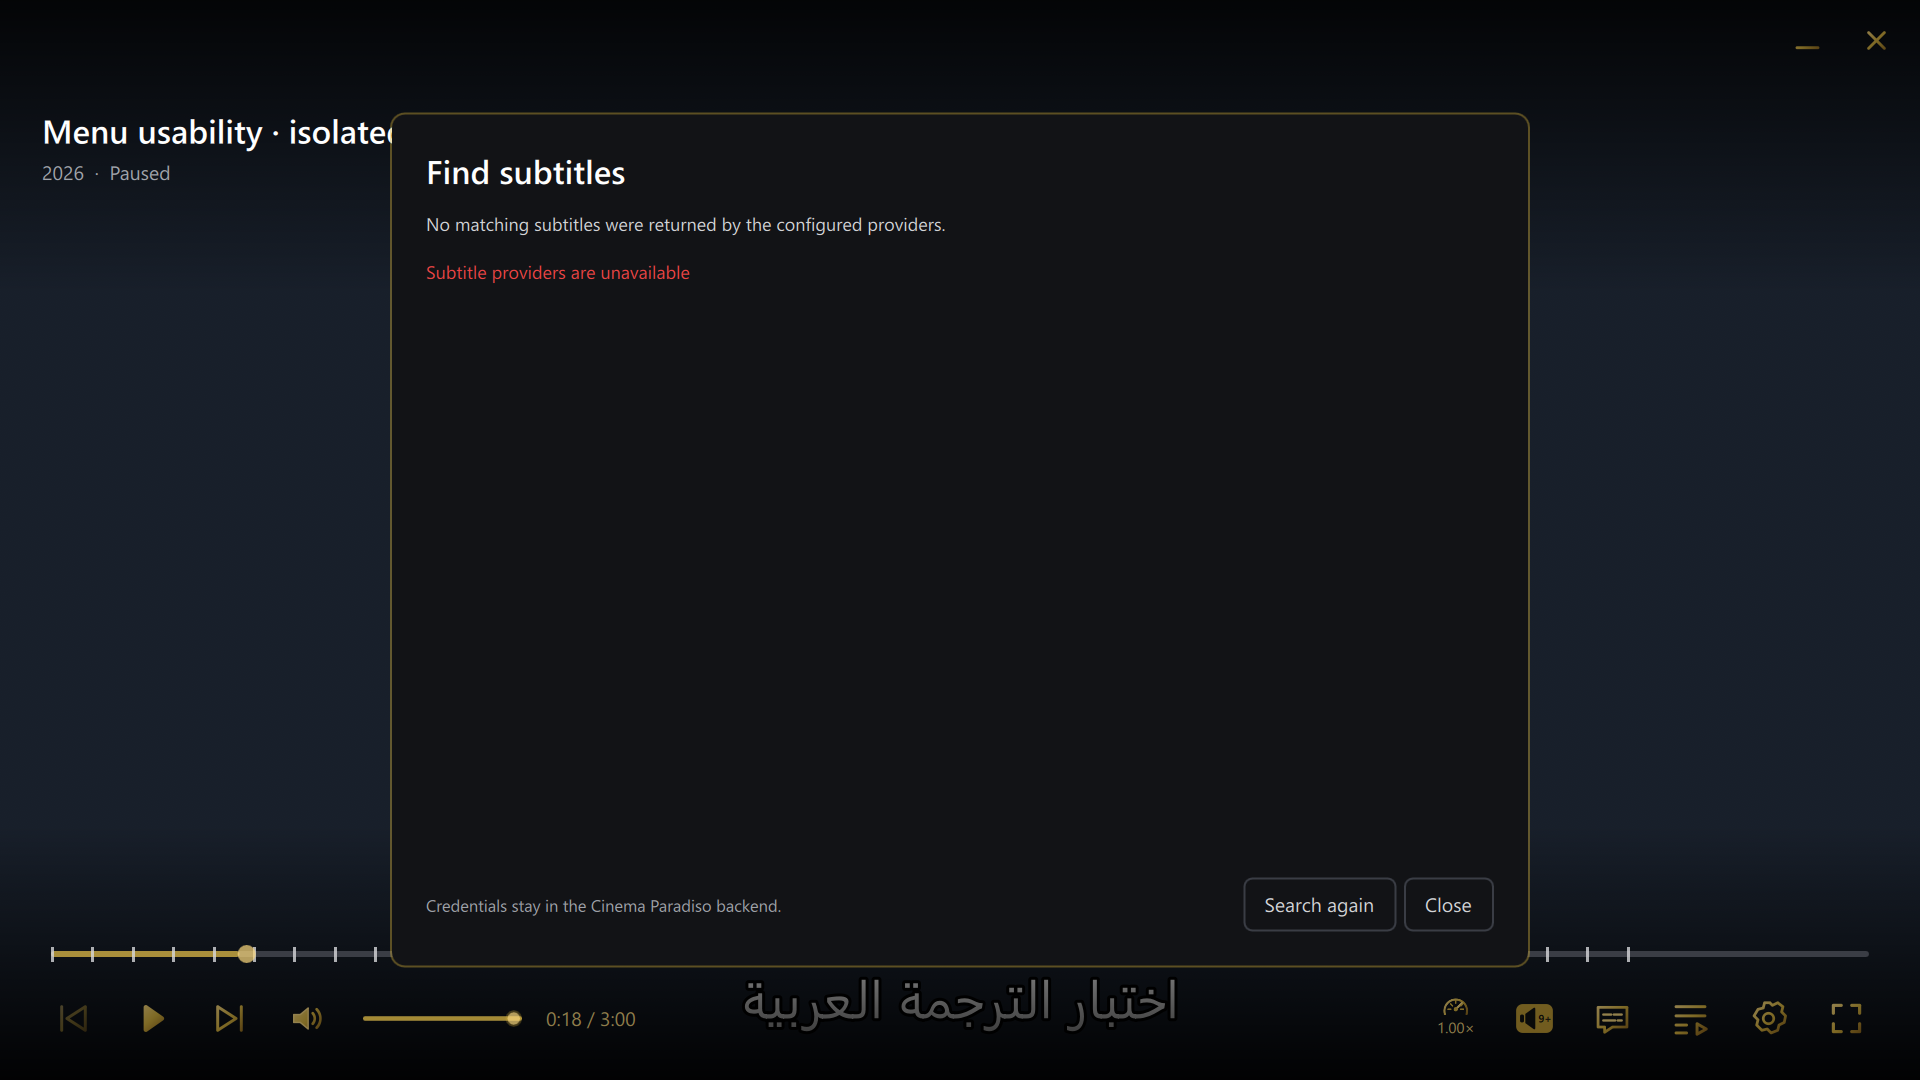 Menu usability · isolated
2026 · Paused
Find subtitles
No matching subtitles were returned by the configured providers.
Subtitle providers are unavailable
Credentials stay in the Cinema Paradiso backend.
Search again
Close
اختبار الترجمة العربية
0:18 / 3:00
1.00×
9+